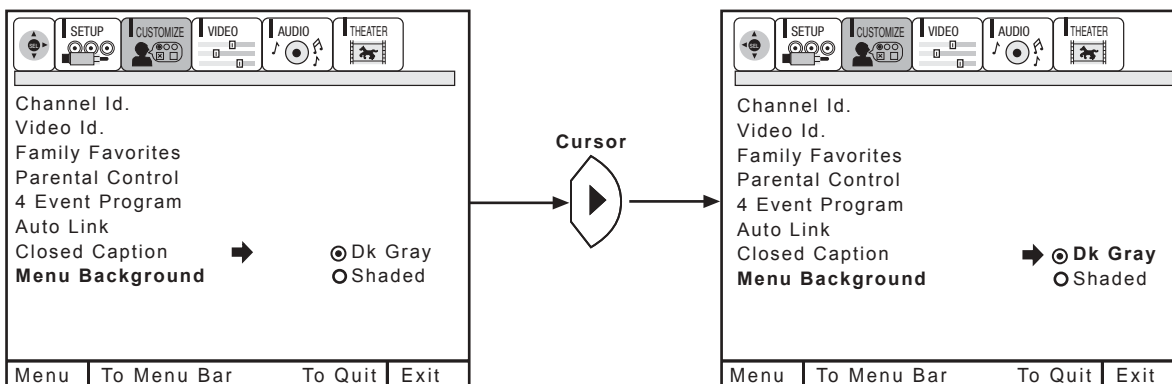 SEL SETUP CUSTOMIZE VIDEO AUDIO THEATER
Channel Id.
Video Id.
Family Favorites
Parental Control
4 Event Program
Auto Link
Closed Caption Dk Gray
Menu Background Shaded
Menu To Menu Bar To Quit Exit
Cursor
SEL SETUP CUSTOMIZE VIDEO AUDIO THEATER
Channel Id.
Video Id.
Family Favorites
Parental Control
4 Event Program
Auto Link
Closed Caption Dk Gray
Menu Background Shaded
Menu To Menu Bar To Quit Exit